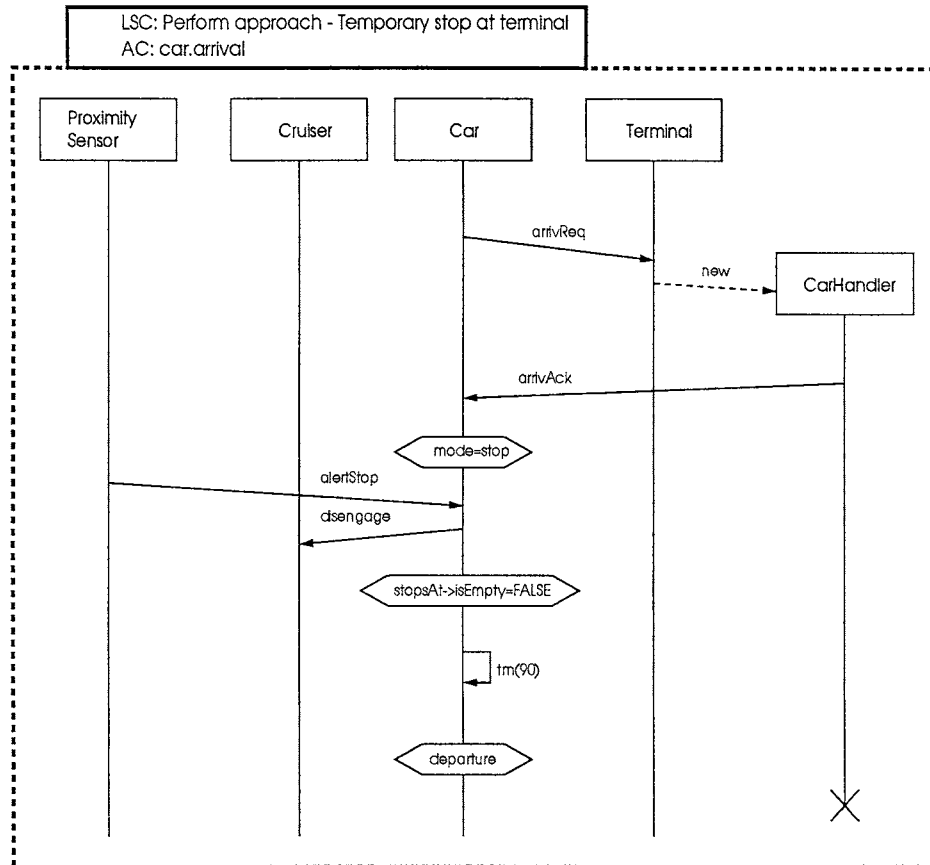 LSC: Perform approach - Temporary stop at terminal
AC: car.arrival
Proximity
Sensor
Cruiser
Car
Terminal
arrivReq
new
CarHandler
arrivAck
mode=stop
alertStop
disengage
stopsAt->isEmpty=FALSE
tm(90)
departure